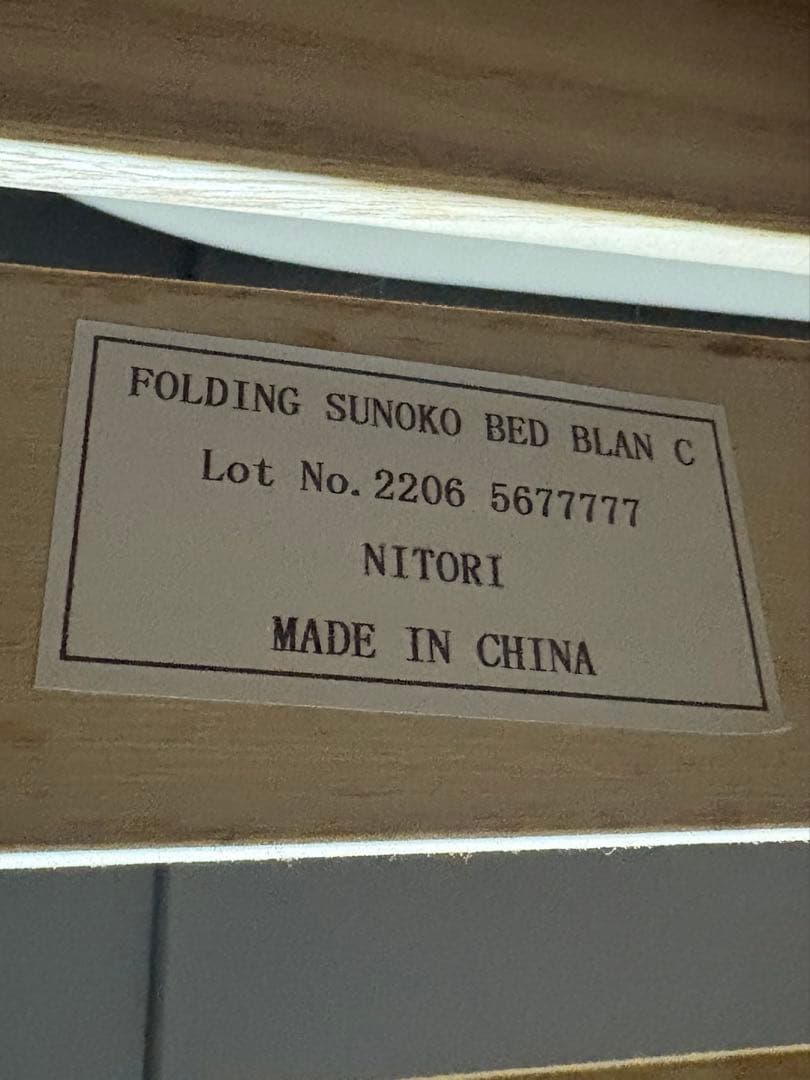 FOLDING SUNOKO BED BLAN C
Lot No. 2206 5677777
NITORI
MADE IN CHINA